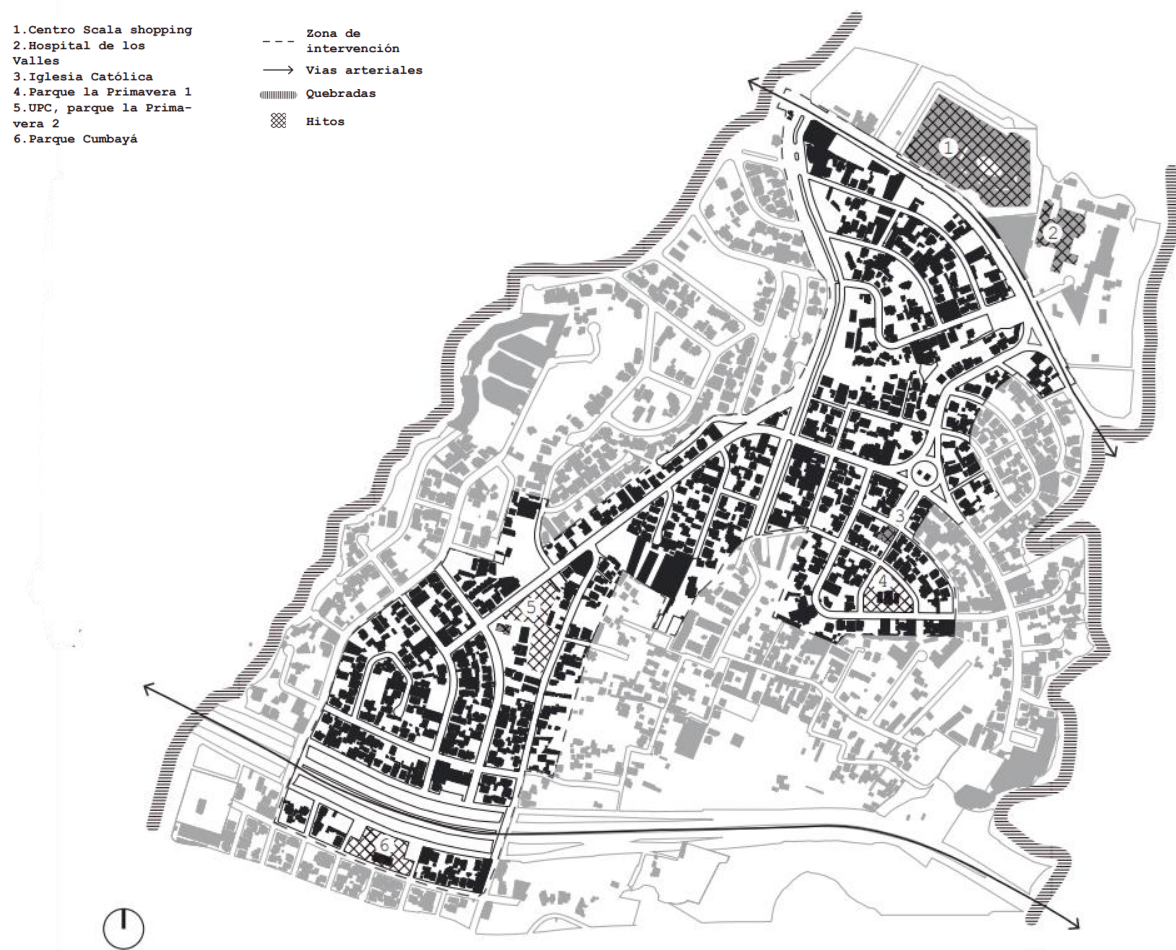 1.Centro Scala shopping
2.Hospital de los
Valles
3.Iglesia Católica
4.Parque la Primavera 1
5.UPC, parque la Prima-
vera 2
6.Parque Cumbayá
Zona de
intervención
Vias arteriales
Quebradas
Hitos
1
2
3
4
5
6